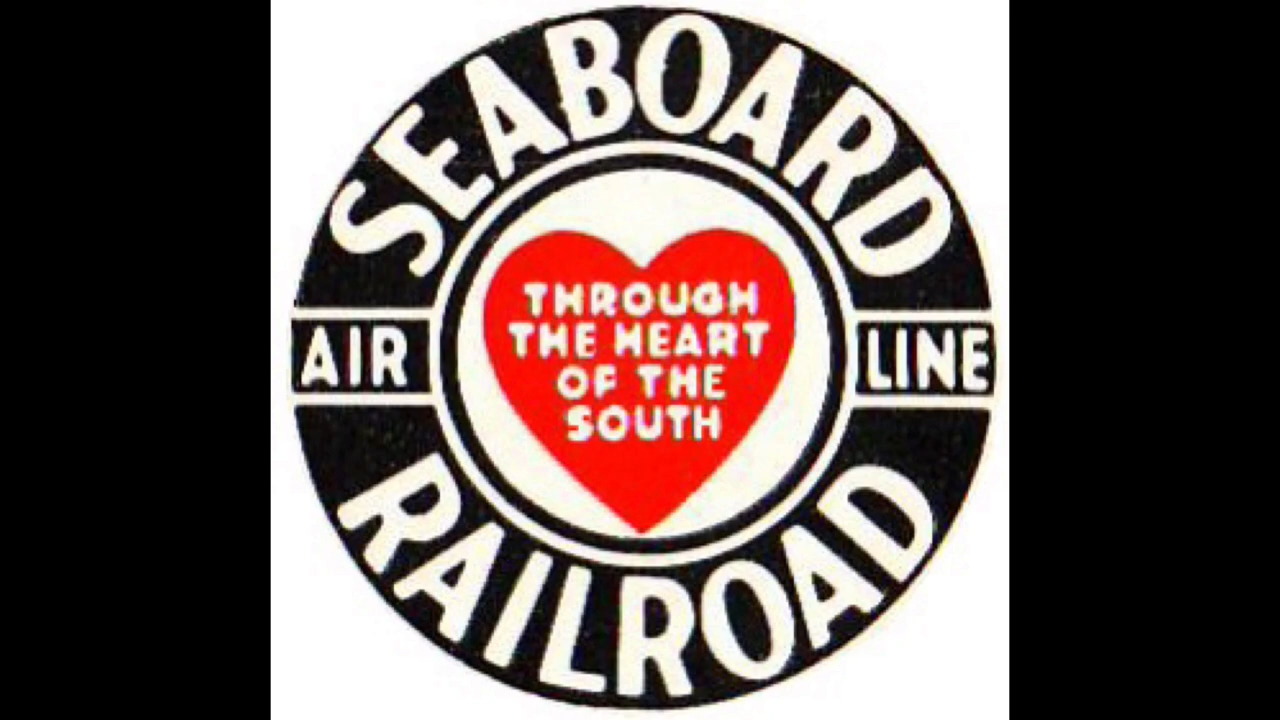 SEABOARD
AIR LINE
THROUGH
THE HEART
OF THE
SOUTH
RAILROAD